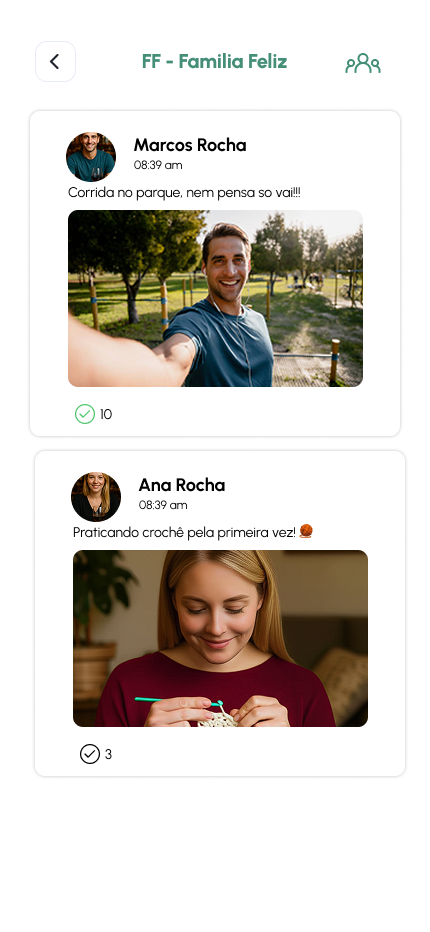 FF - Familia Feliz
Marcos Rocha
08:39 am
Corrida no parque, nem pensa so vai!!!
10
Ana Rocha
08:39 am
Praticando crochê pela primeira vez! 🧶
3